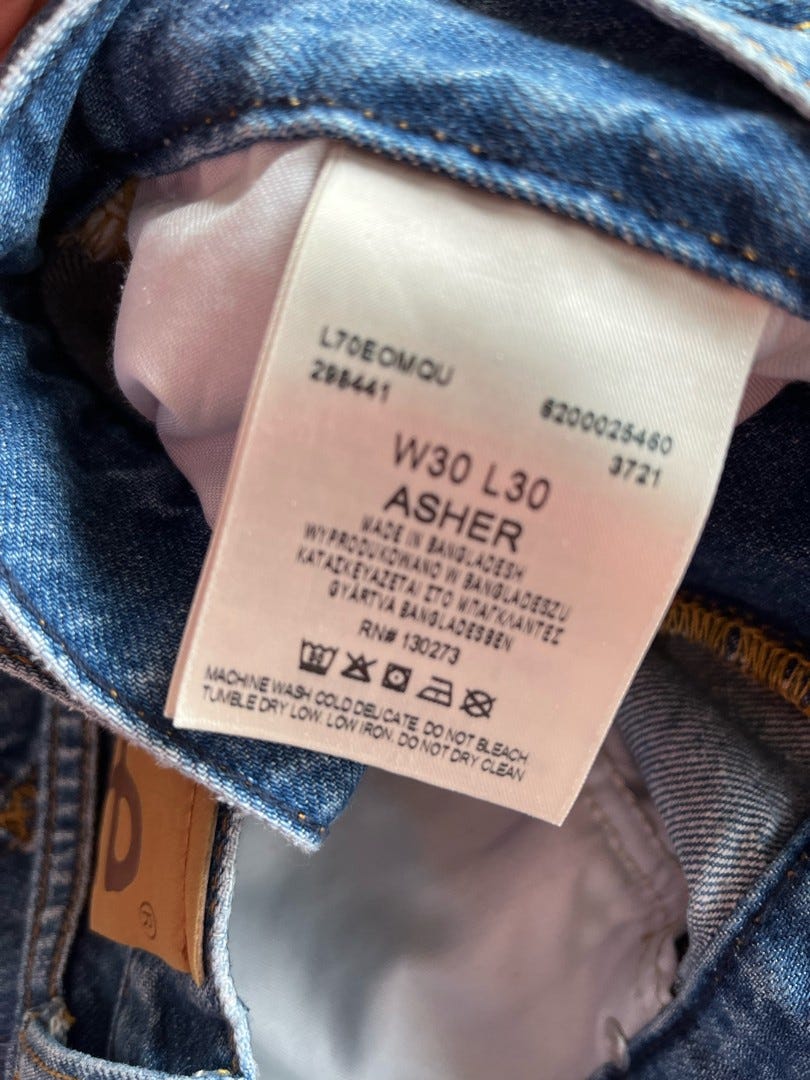 L70EOMQU
298441
6200025460
3721
W30 L30
ASHER
MADE IN BANGLADESH
WYPRODUKOWANO W BANGLADESZU
ΚΑΤΑΣΚΕΥΑΖΕΤΑΙ ΣΤΟ ΜΠΑΓΚΛΑΝΤΕΣ
GYÁRTVA BANGLADESBEN
RN# 130273
MACHINE WASH COLD DELICATE. DO NOT BLEACH.
TUMBLE DRY LOW. LOW IRON. DO NOT DRY CLEAN
®